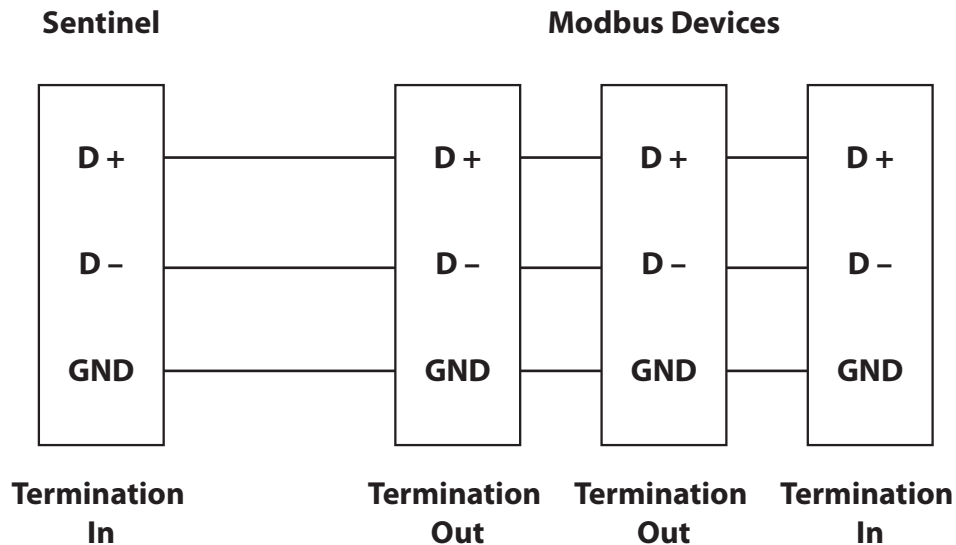 Sentinel
Modbus Devices
D + D + D + D +
D – D – D – D –
GND GND GND GND
Termination Termination Termination Termination
In Out Out In